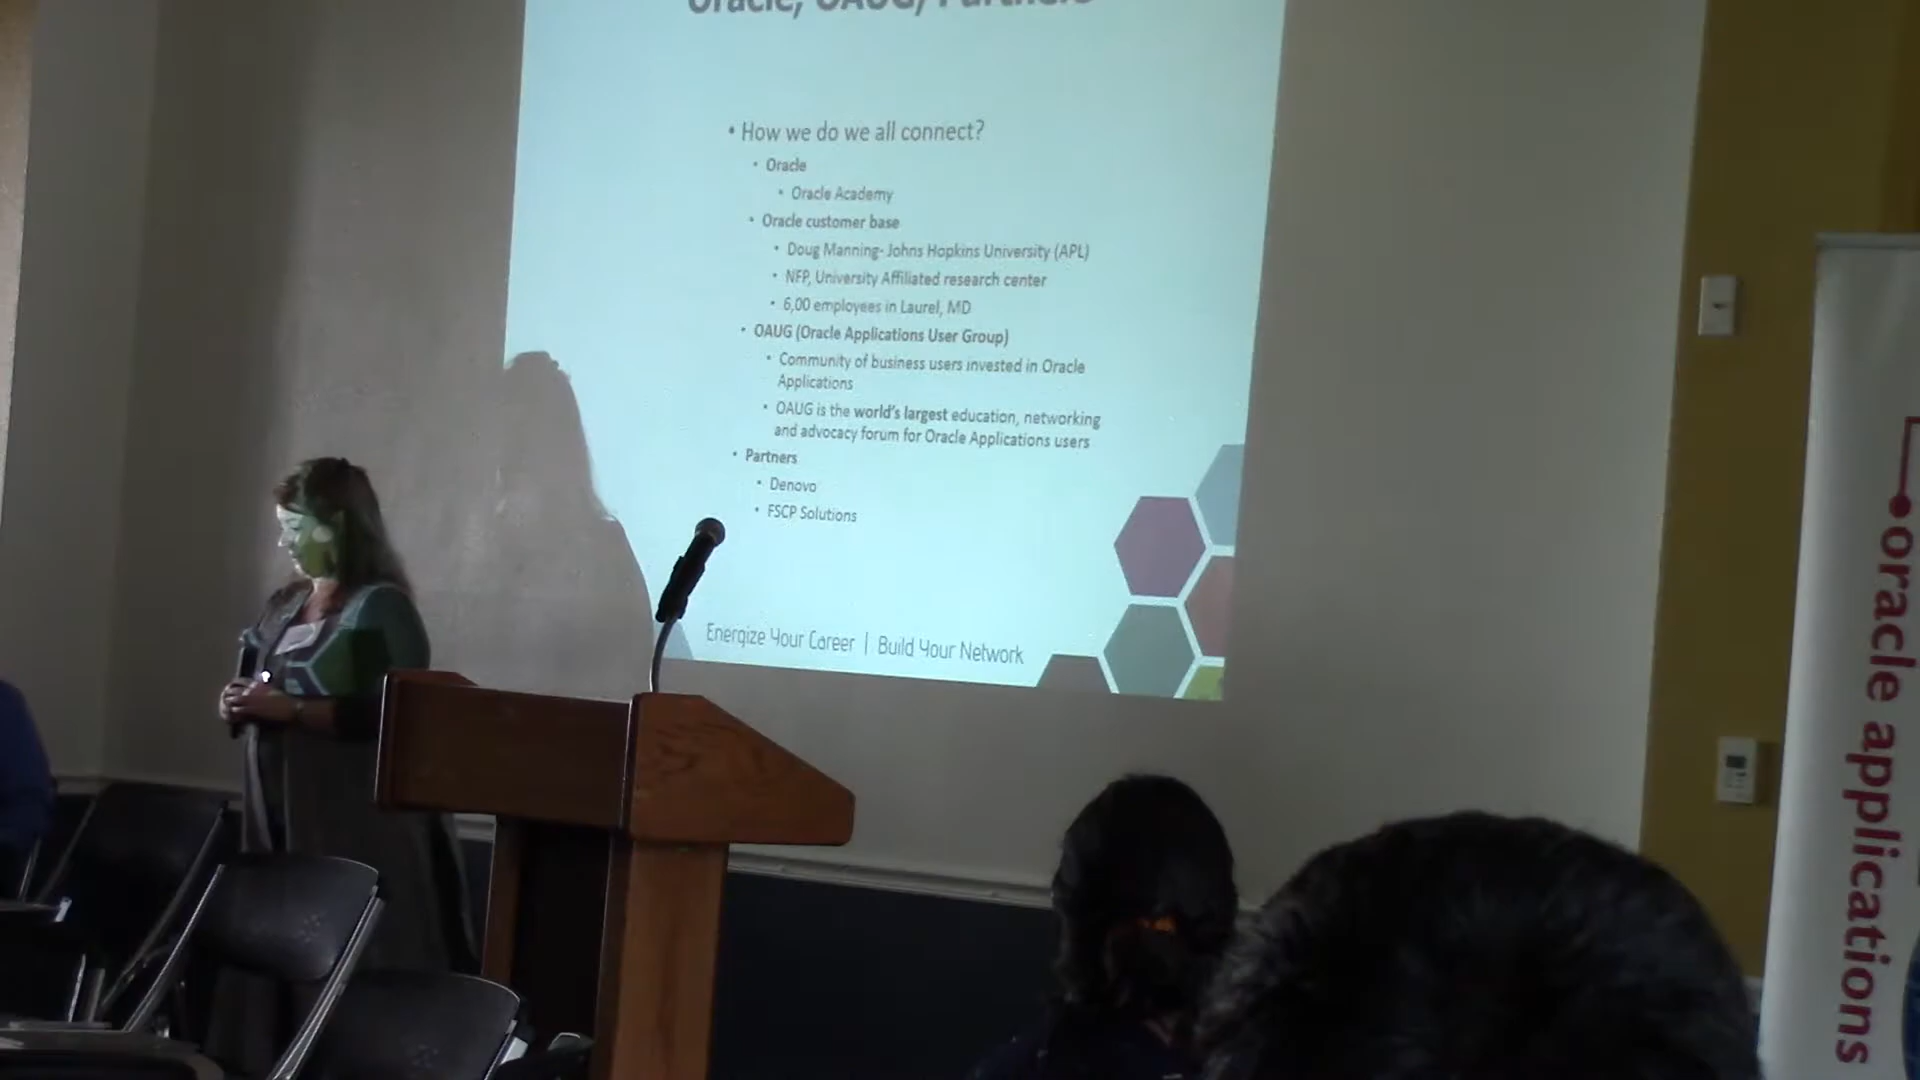 Oracle, OAUG, Partners
• How we do we all connect?
• Oracle
• Oracle Academy
• Oracle customer base
• Doug Manning- Johns Hopkins University (APL)
• NFP, University Affiliated research center
• 6,00 employees in Laurel, MD
• OAUG (Oracle Applications User Group)
• Community of business users invested in Oracle
Applications
• OAUG is the world's largest education, networking
and advocacy forum for Oracle Applications users
• Partners
• Denovo
• FSCP Solutions
Energize Your Career | Build Your Network
oracle applications